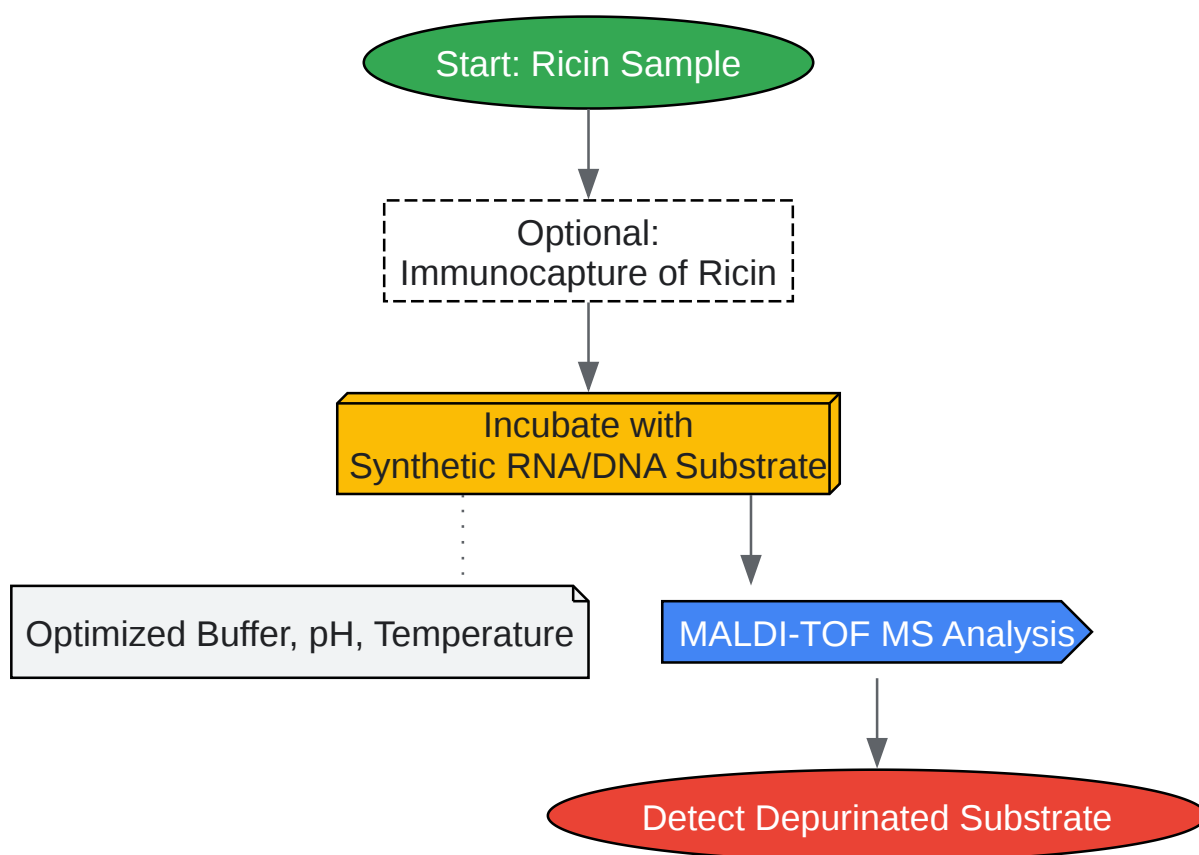 Start: Ricin Sample
Optional:
Immunocapture of Ricin
Incubate with
Synthetic RNA/DNA Substrate
Optimized Buffer, pH, Temperature
MALDI-TOF MS Analysis
Detect Depurinated Substrate